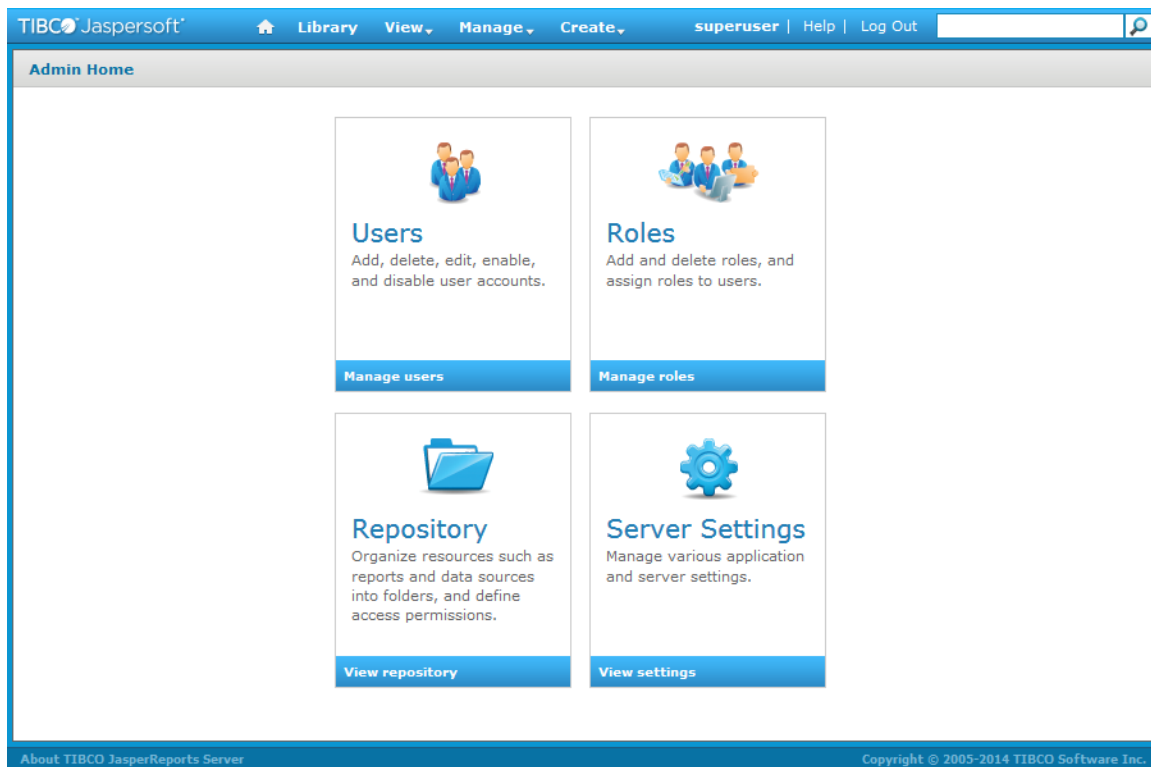 TIBCO Jaspersoft
Library View Manage Create superuser | Help | Log Out
Admin Home
Users
Add, delete, edit, enable,
and disable user accounts.
Manage users
Roles
Add and delete roles, and
assign roles to users.
Manage roles
Repository
Organize resources such as
reports and data sources
into folders, and define
access permissions.
View repository
Server Settings
Manage various application
and server settings.
View settings
About TIBCO JasperReports Server
Copyright © 2005-2014 TIBCO Software Inc.